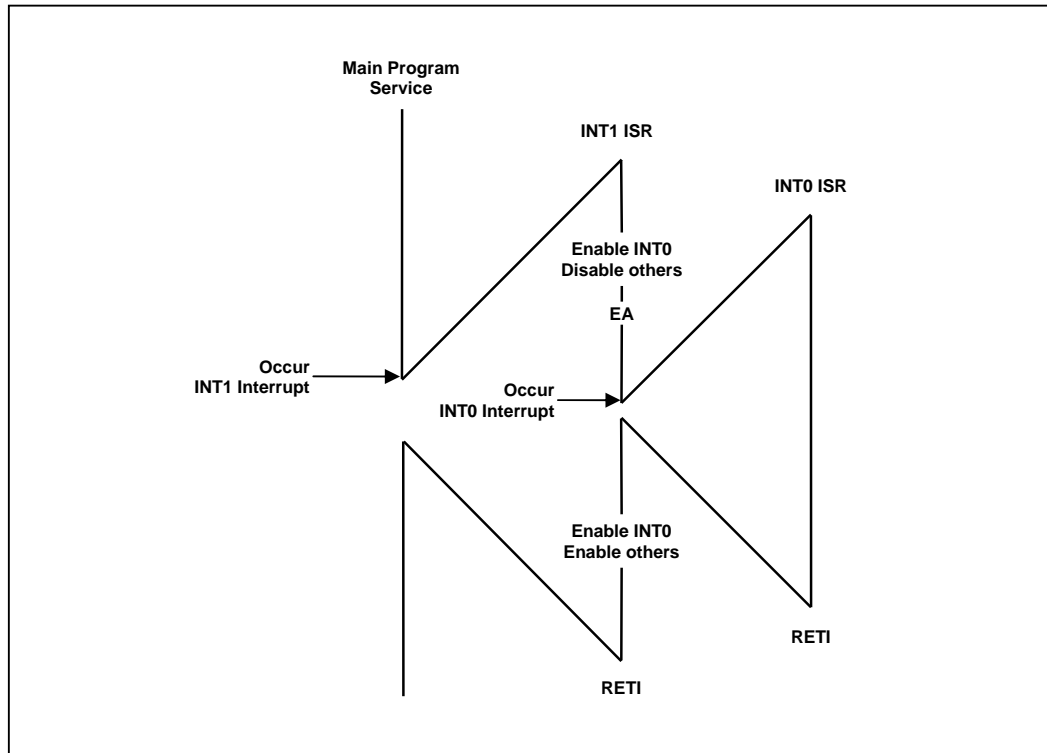 Main Program
Service
INT1 ISR
INT0 ISR
Enable INT0
Disable others
EA
Occur
INT1 Interrupt
Occur
INT0 Interrupt
Enable INT0
Enable others
RETI
RETI